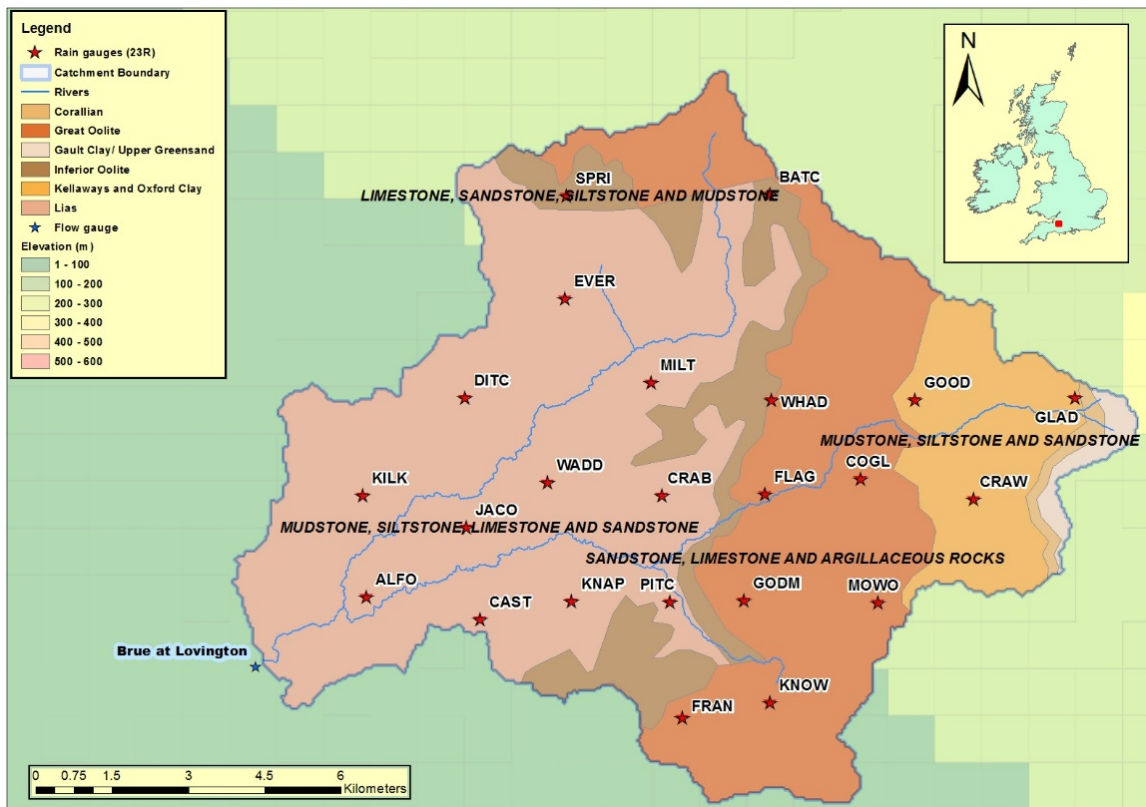 Legend
Rain gauges (23R)
Catchment Boundary
Rivers
Corallian
Great Oolite
Gault Clay/ Upper Greensand
Inferior Oolite
Kellaways and Oxford Clay
Lias
Flow gauge
Elevation (m)
1 - 100
100 - 200
200 - 300
300 - 400
400 - 500
500 - 600
N
SPRI
BATC
LIMESTONE, SANDSTONE, SILTSTONE AND MUDSTONE
EVER
MILT
DITC
WHAD
GOOD
GLAD
MUDSTONE, SILTSTONE AND SANDSTONE
WADD
COGL
KILK
CRAB
FLAG
CRAW
JACO
MUDSTONE, SILTSTONE, LIMESTONE AND SANDSTONE
SANDSTONE, LIMESTONE AND ARGILLACEOUS ROCKS
ALFO
KNAP
PITC
GODM
MOWO
CAST
Brue at Lovington
KNOW
FRAN
0 0.75 1.5 3 4.5 6
Kilometers